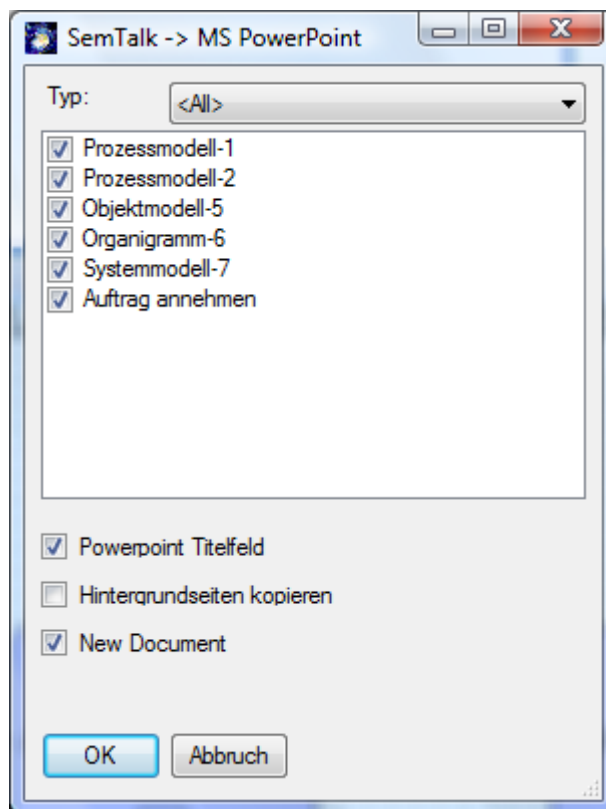 SemTalk -> MS PowerPoint
Typ: <All>
Prozessmodell-1
Prozessmodell-2
Objektmodell-5
Organigramm-6
Systemmodell-7
Auftrag annehmen
Powerpoint Titelfeld
Hintergrundseiten kopieren
New Document
OK Abbruch